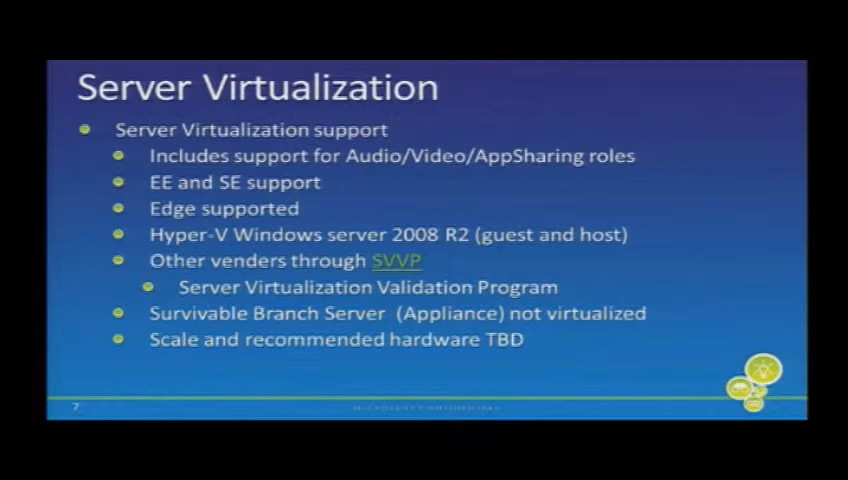 Server Virtualization
Server Virtualization support
Includes support for Audio/Video/AppSharing roles
EE and SE support
Edge supported
Hyper-V Windows server 2008 R2 (guest and host)
Other venders through SVVP
Server Virtualization Validation Program
Survivable Branch Server (Appliance) not virtualized
Scale and recommended hardware TBD
7
MICROSOFT CONFIDENTIAL